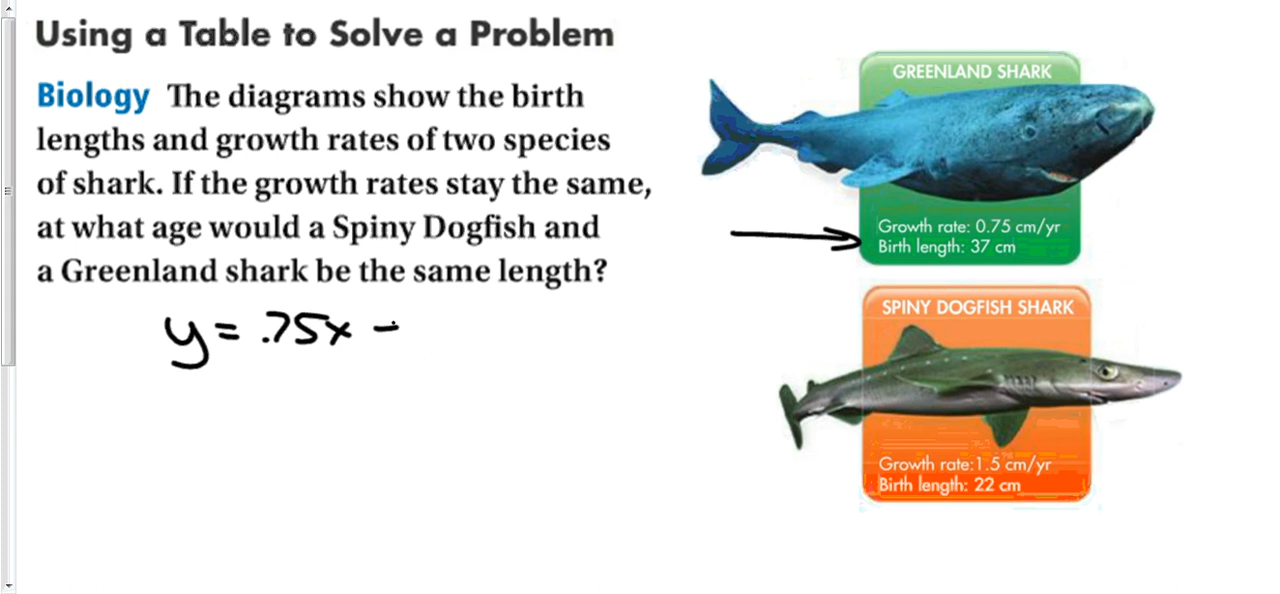 Using a Table to Solve a Problem
Biology The diagrams show the birth
lengths and growth rates of two species
of shark. If the growth rates stay the same,
at what age would a Spiny Dogfish and
a Greenland shark be the same length?
y = .75x -
GREENLAND SHARK
Growth rate: 0.75 cm/yr
Birth length: 37 cm
SPINY DOGFISH SHARK
Growth rate:1.5 cm/yr
Birth length: 22 cm